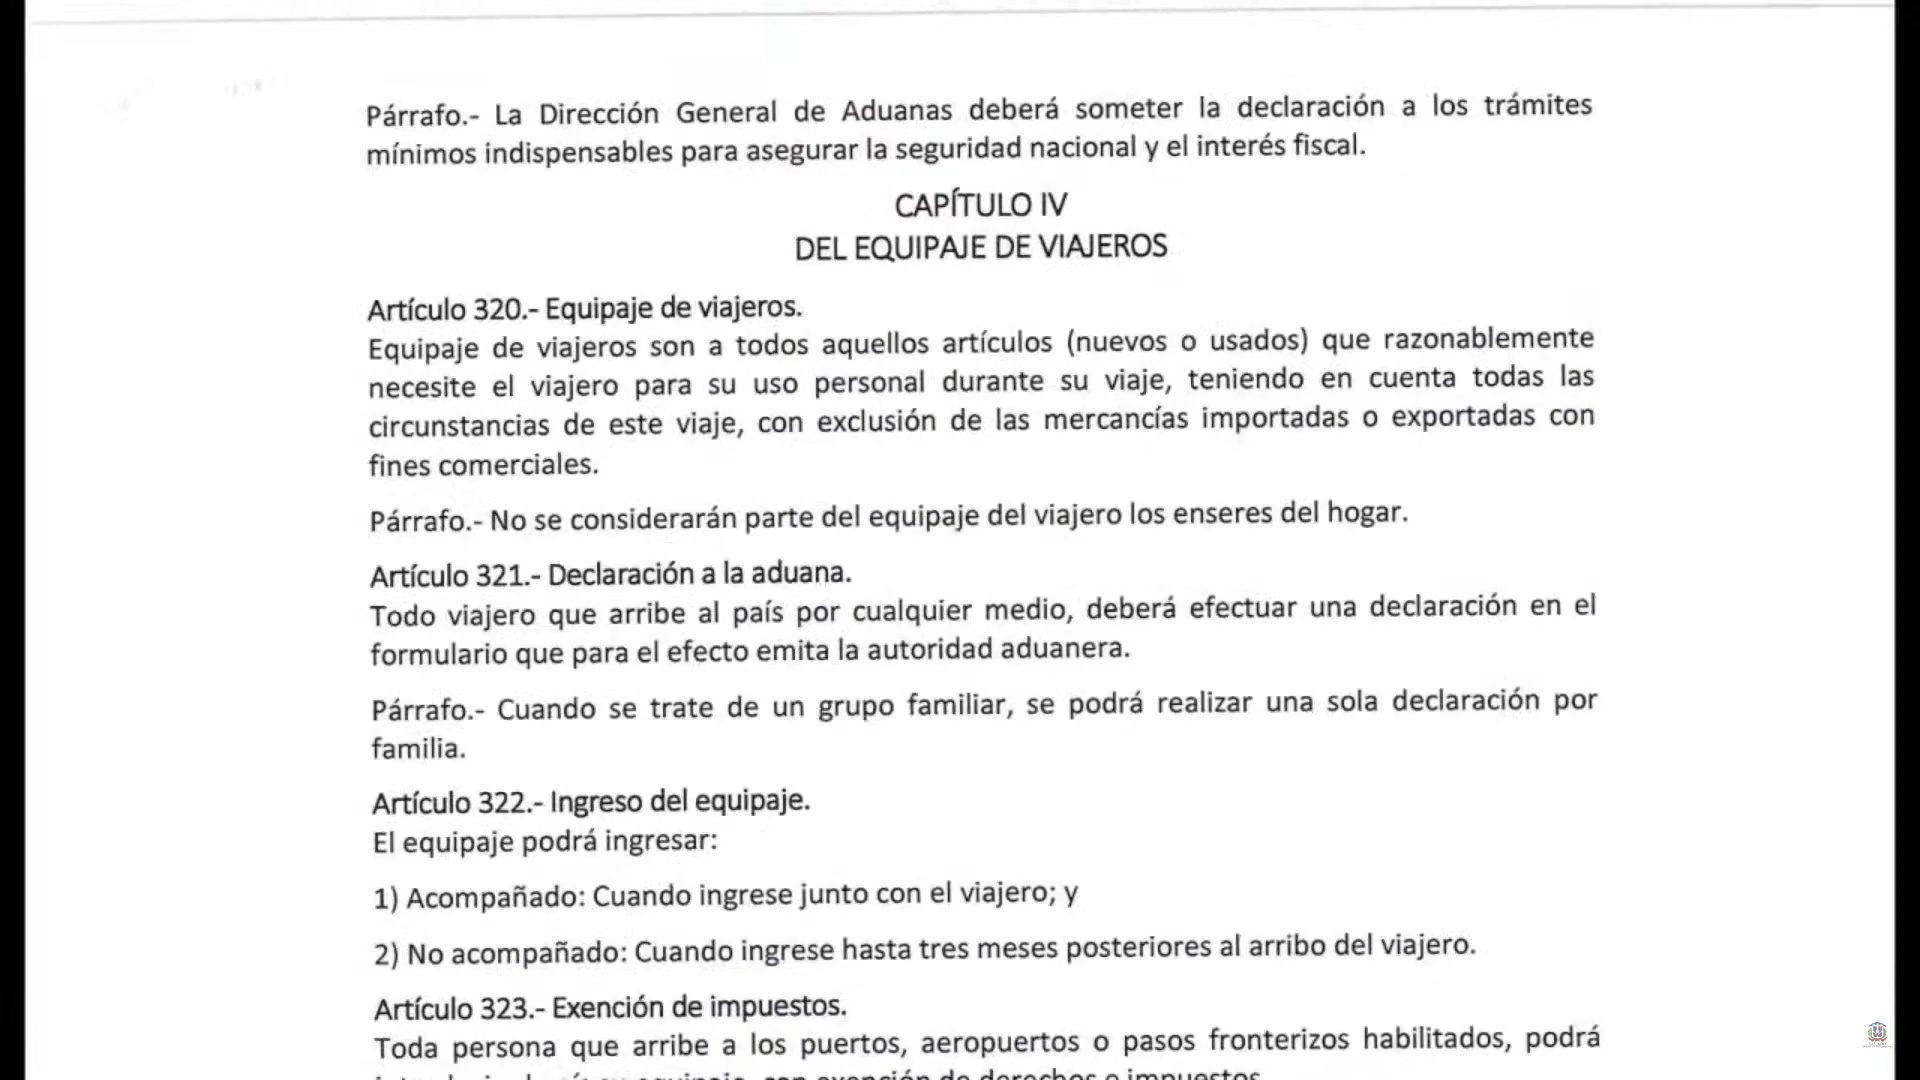 Párrafo.- La Dirección General de Aduanas deberá someter la declaración a los trámites
mínimos indispensables para asegurar la seguridad nacional y el interés fiscal.
CAPÍTULO IV
DEL EQUIPAJE DE VIAJEROS
Artículo 320.- Equipaje de viajeros.
Equipaje de viajeros son a todos aquellos artículos (nuevos o usados) que razonablemente
necesite el viajero para su uso personal durante su viaje, teniendo en cuenta todas las
circunstancias de este viaje, con exclusión de las mercancías importadas o exportadas con
fines comerciales.
Párrafo.- No se considerarán parte del equipaje del viajero los enseres del hogar.
Artículo 321.- Declaración a la aduana.
Todo viajero que arribe al país por cualquier medio, deberá efectuar una declaración en el
formulario que para el efecto emita la autoridad aduanera.
Párrafo.- Cuando se trate de un grupo familiar, se podrá realizar una sola declaración por
familia.
Artículo 322.- Ingreso del equipaje.
El equipaje podrá ingresar:
1) Acompañado: Cuando ingrese junto con el viajero; y
2) No acompañado: Cuando ingrese hasta tres meses posteriores al arribo del viajero.
Artículo 323.- Exención de impuestos.
Toda persona que arribe a los puertos, aeropuertos o pasos fronterizos habilitados, podrá
equipaje, con exención de derechos e impuestos